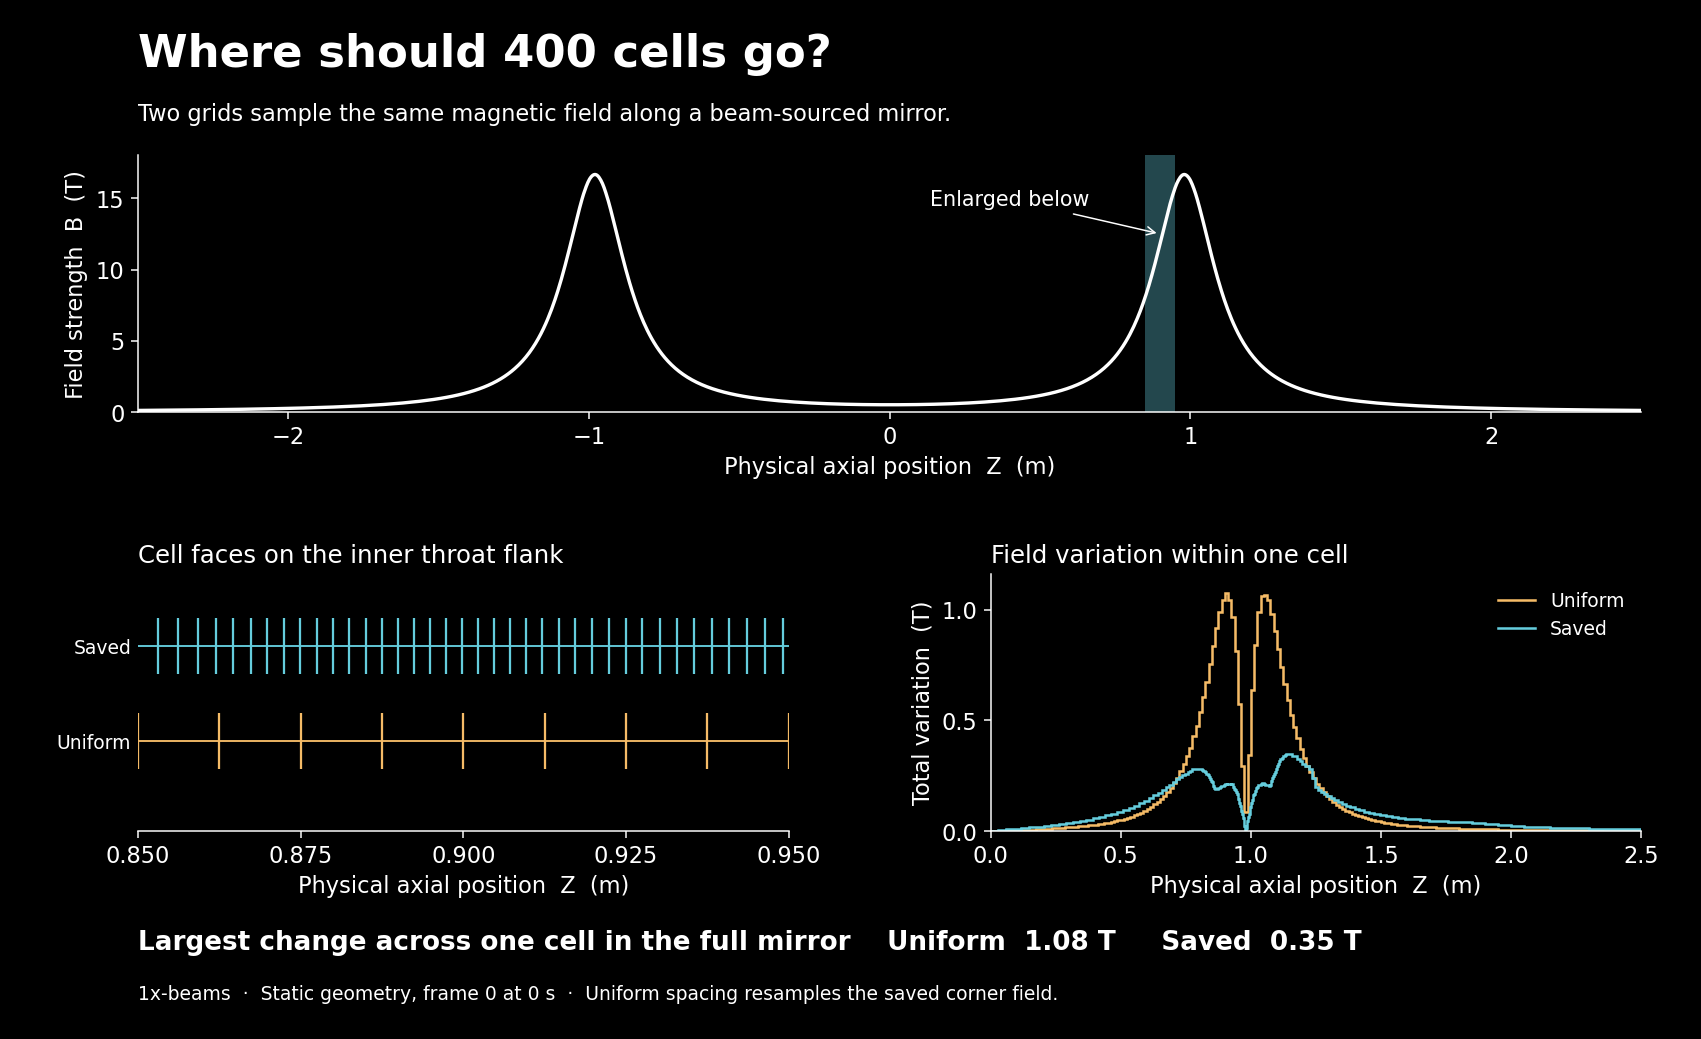 Where should 400 cells go?
Two grids sample the same magnetic field along a beam-sourced mirror.
Field strength B (T)
15
10
5
0
Enlarged below
−2
−1
0
1
2
Physical axial position Z (m)
Cell faces on the inner throat flank
Saved
Uniform
0.850
0.875
0.900
0.925
0.950
Physical axial position Z (m)
Field variation within one cell
Total variation (T)
1.0
0.5
0.0
Uniform
Saved
0.0
0.5
1.0
1.5
2.0
2.5
Physical axial position Z (m)
Largest change across one cell in the full mirror Uniform 1.08 T Saved 0.35 T
1x-beams · Static geometry, frame 0 at 0 s · Uniform spacing resamples the saved corner field.